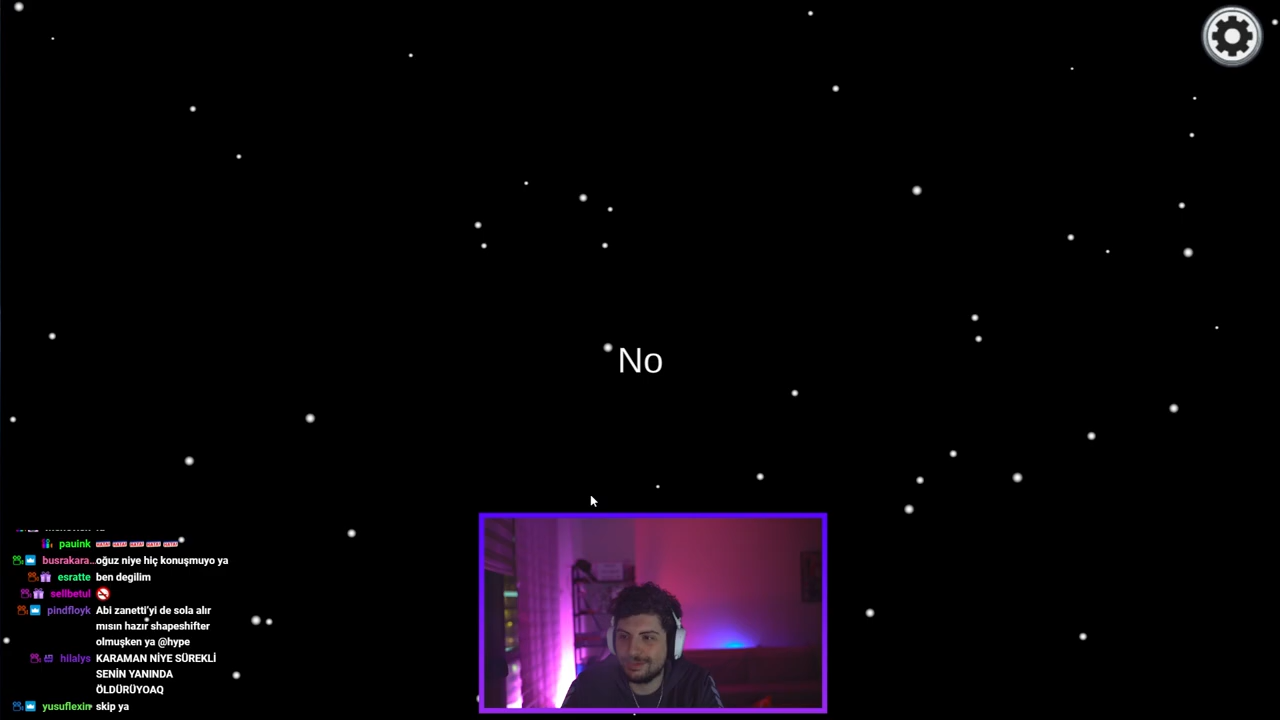 No
pauink
busrakara… oğuz niye hiç konuşmuyo ya
esratte ben degilim
sellbetul
pindfloyk Abi zanetti'yi de sola alır
mısın hazır shapeshifter
olmuşken ya @hype
hilalys KARAMAN NİYE SÜREKLİ
SENİN YANINDA
ÖLDÜRÜYOAQ
yusuflexin skip ya